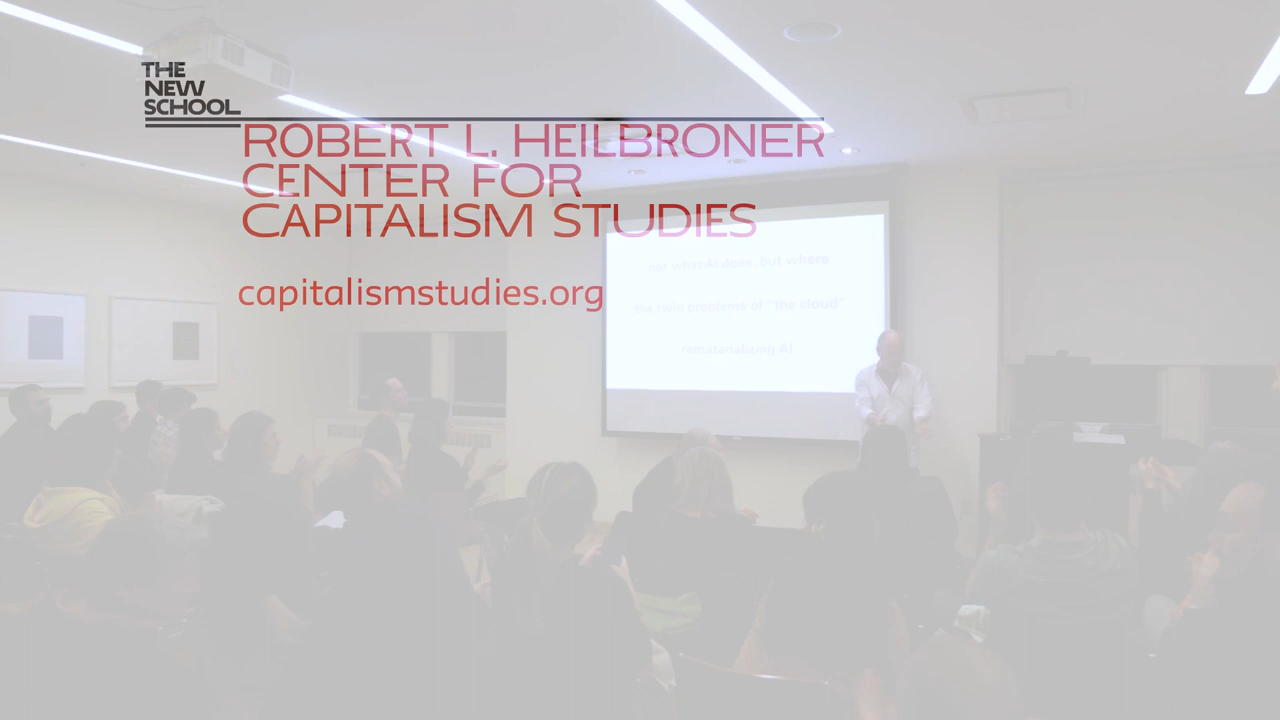 THE
NEW
SCHOOL
ROBERT L. HEILBRONER
CENTER FOR
CAPITALISM STUDIES
capitalismstudies.org
not what AI does, but where
the twin problems of "the cloud"
rematerializing AI